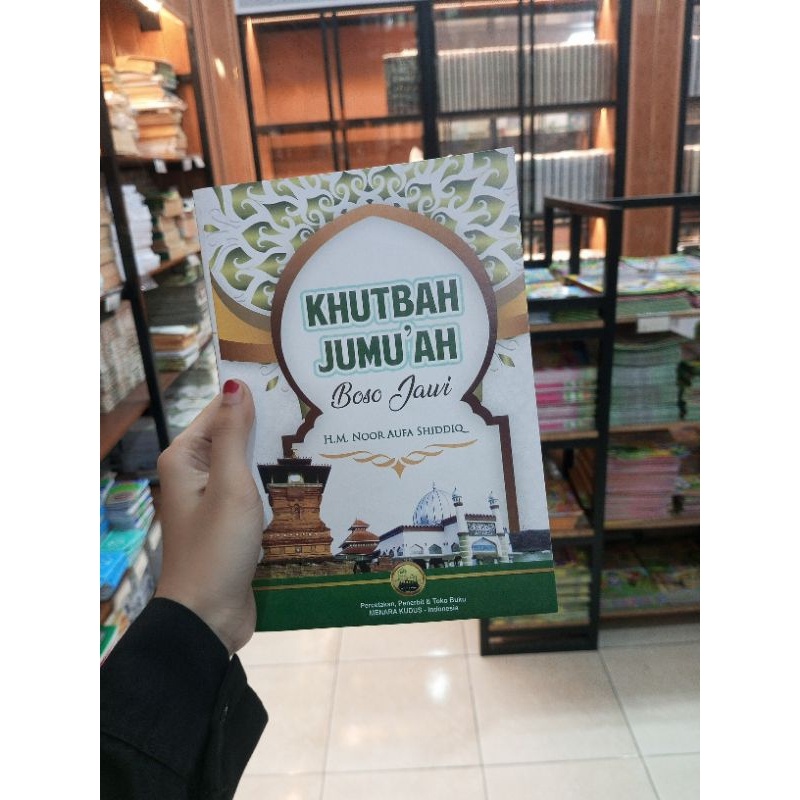 KHUTBAH
JUMU'AH
Boso Jawi
H.M. NOOR AUFA SHIDDIQ
Percetakan, Penerbit & Toko Buku
MENARA KUDUS - Indonesia